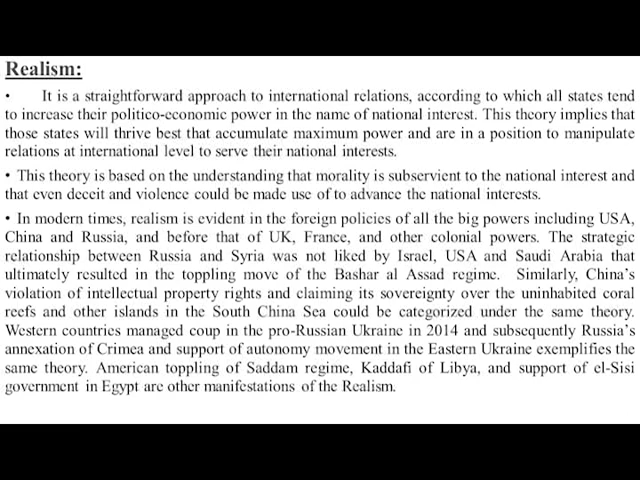 Realism:
• It is a straightforward approach to international relations, according to which all states tend
to increase their politico-economic power in the name of national interest. This theory implies that
those states will thrive best that accumulate maximum power and are in a position to manipulate
relations at international level to serve their national interests.
• This theory is based on the understanding that morality is subservient to the national interest and
that even deceit and violence could be made use of to advance the national interests.
• In modern times, realism is evident in the foreign policies of all the big powers including USA,
China and Russia, and before that of UK, France, and other colonial powers. The strategic
relationship between Russia and Syria was not liked by Israel, USA and Saudi Arabia that
ultimately resulted in the toppling move of the Bashar al Assad regime. Similarly, China's
violation of intellectual property rights and claiming its sovereignty over the uninhabited coral
reefs and other islands in the South China Sea could be categorized under the same theory.
Western countries managed coup in the pro-Russian Ukraine in 2014 and subsequently Russia's
annexation of Crimea and support of autonomy movement in the Eastern Ukraine exemplifies the
same theory. American toppling of Saddam regime, Kaddafi of Libya, and support of el-Sisi
government in Egypt are other manifestations of the Realism.